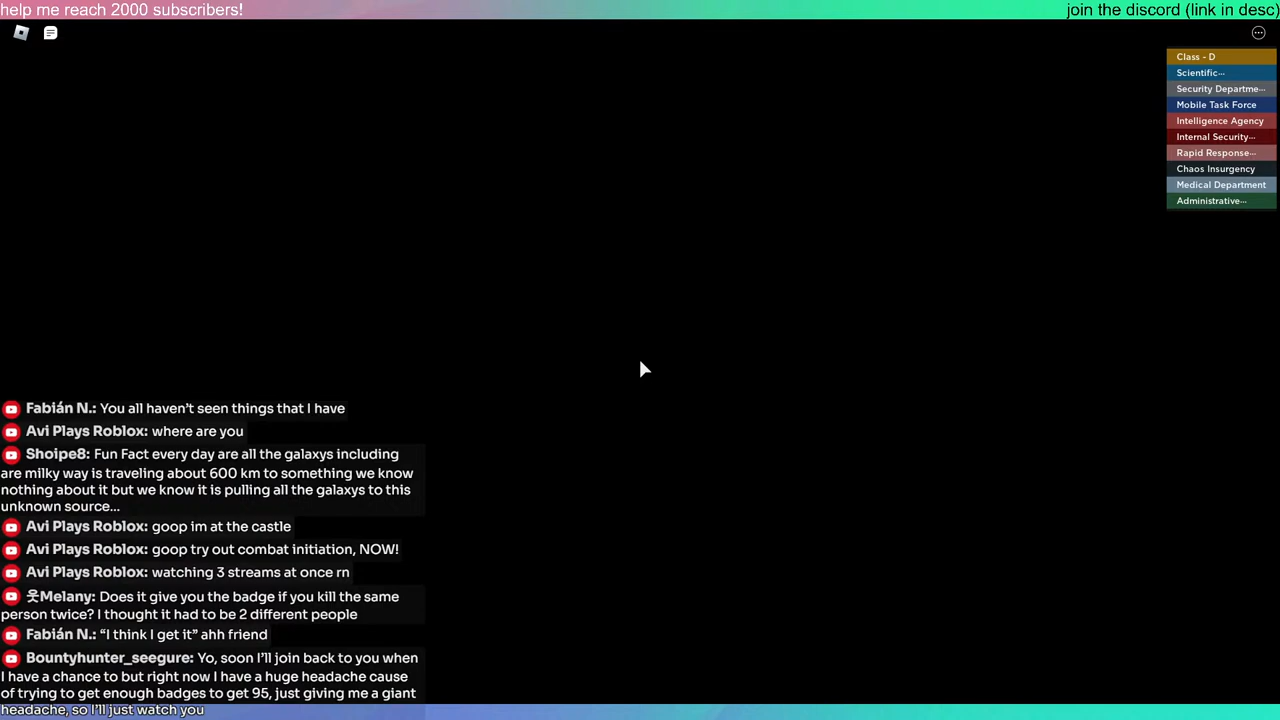 help me reach 2000 subscribers!
join the discord (link in desc)
Class - D
Scientific...
Security Departme...
Mobile Task Force
Intelligence Agency
Internal Security...
Rapid Response...
Chaos Insurgency
Medical Department
Administrative...
Fabián N.: You all haven’t seen things that I have
Avi Plays Roblox: where are you
Shoipe8: Fun Fact every day are all the galaxys including
are milky way is traveling about 600 km to something we know
nothing about it but we know it is pulling all the galaxys to this
unknown source...
Avi Plays Roblox: goop im at the castle
Avi Plays Roblox: goop try out combat initiation, NOW!
Avi Plays Roblox: watching 3 streams at once rn
웃Melany: Does it give you the badge if you kill the same
person twice? I thought it had to be 2 different people
Fabián N.: “I think I get it” ahh friend
Bountyhunter_seegure: Yo, soon I’ll join back to you when
I have a chance to but right now I have a huge headache cause
of trying to get enough badges to get 95, just giving me a giant
headache, so I’ll just watch you